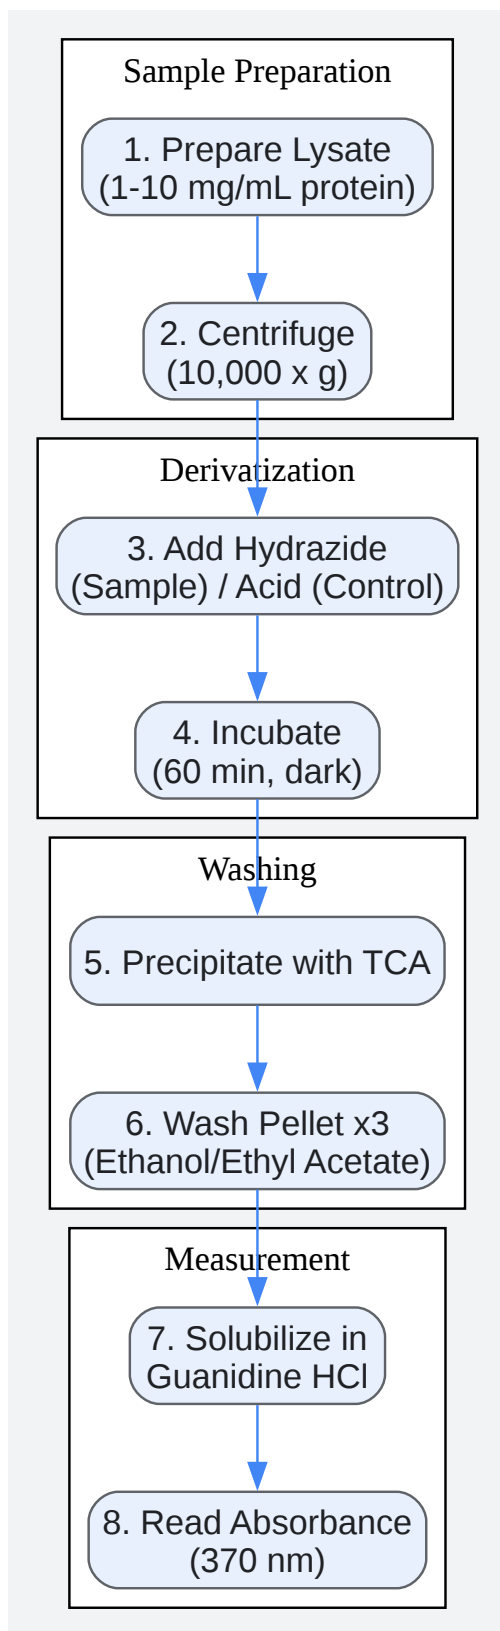 Sample Preparation
1. Prepare Lysate
(1-10 mg/mL protein)
2. Centrifuge
(10,000 x g)
Derivatization
3. Add Hydrazide
(Sample) / Acid (Control)
4. Incubate
(60 min, dark)
Washing
5. Precipitate with TCA
6. Wash Pellet x3
(Ethanol/Ethyl Acetate)
Measurement
7. Solubilize in
Guanidine HCl
8. Read Absorbance
(370 nm)